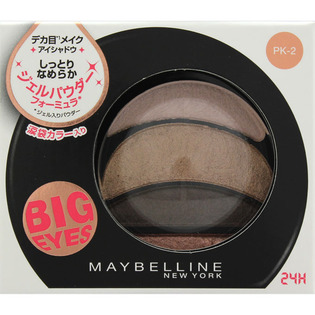 デカ目*¹メイク
アイシャドウ
しっとり
なめらか
ジェルパウダー
フォーミュラ*
*ジェル入りパウダー
涙袋カラー入り
PK-2
BIG
EYES
MAYBELLINE
NEW YORK
24H